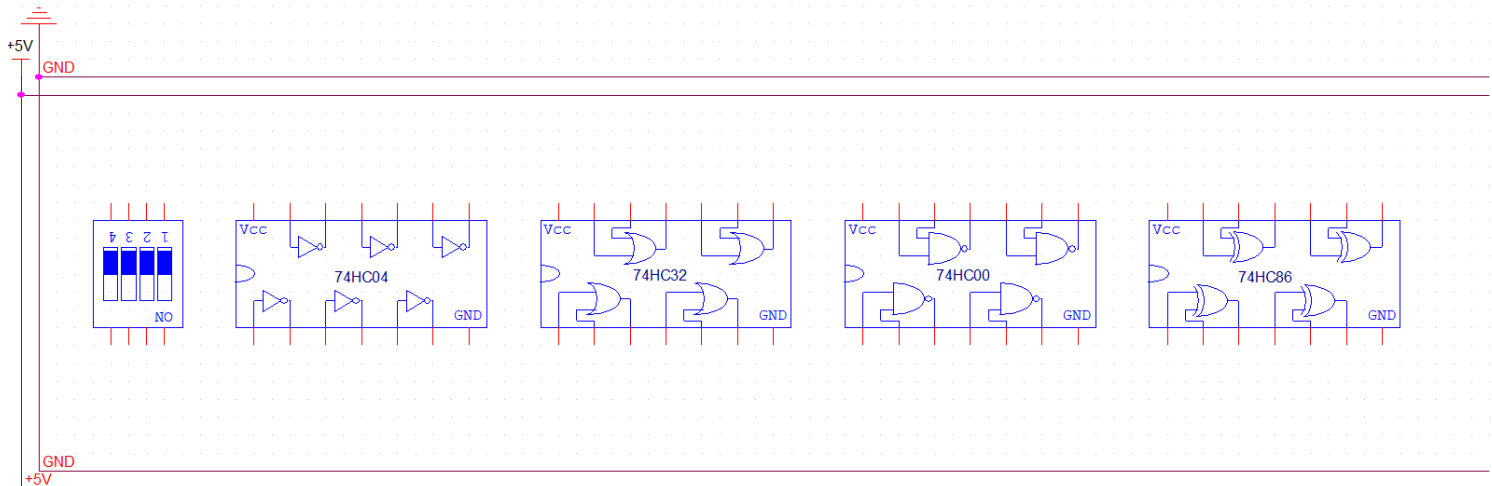 +5V
GND
4 3 2 1
ON
Vcc
74HC04
GND
Vcc
74HC32
GND
Vcc
74HC00
GND
Vcc
74HC86
GND
GND
+5V